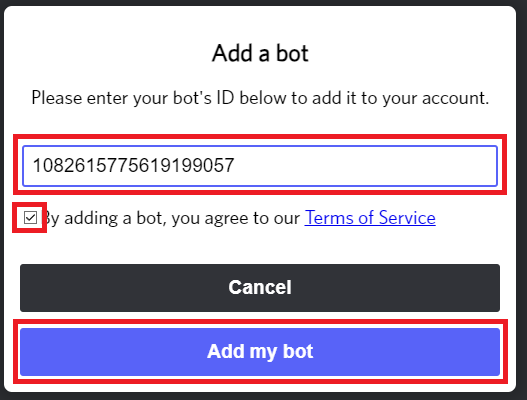 Add a bot
Please enter your bot's ID below to add it to your account.
1082615775619199057
By adding a bot, you agree to our Terms of Service
Cancel
Add my bot